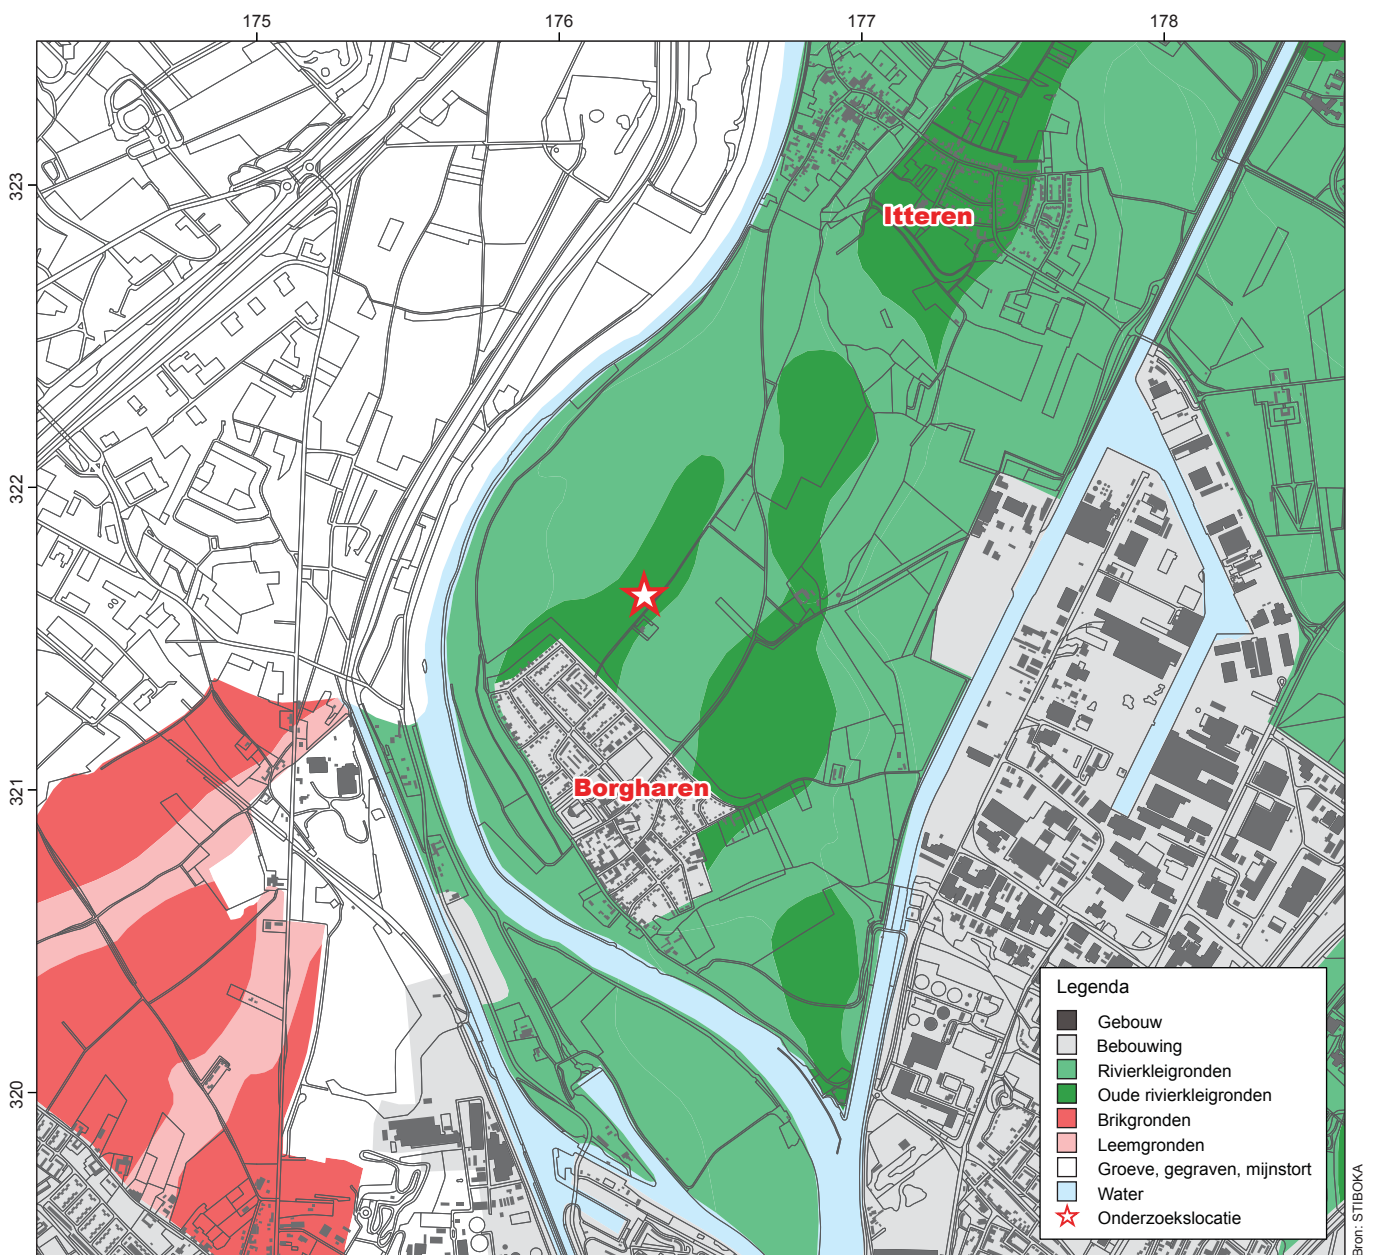 175
176
177
178
323
322
321
320
Itteren
Borgharen
Legenda
Gebouw
Bebouwing
Rivierkleigronden
Oude rivierkleigronden
Brikgronden
Leemgronden
Groeve, gegraven, mijnstort
Water
Onderzoekslocatie
Bron: STIBOKA